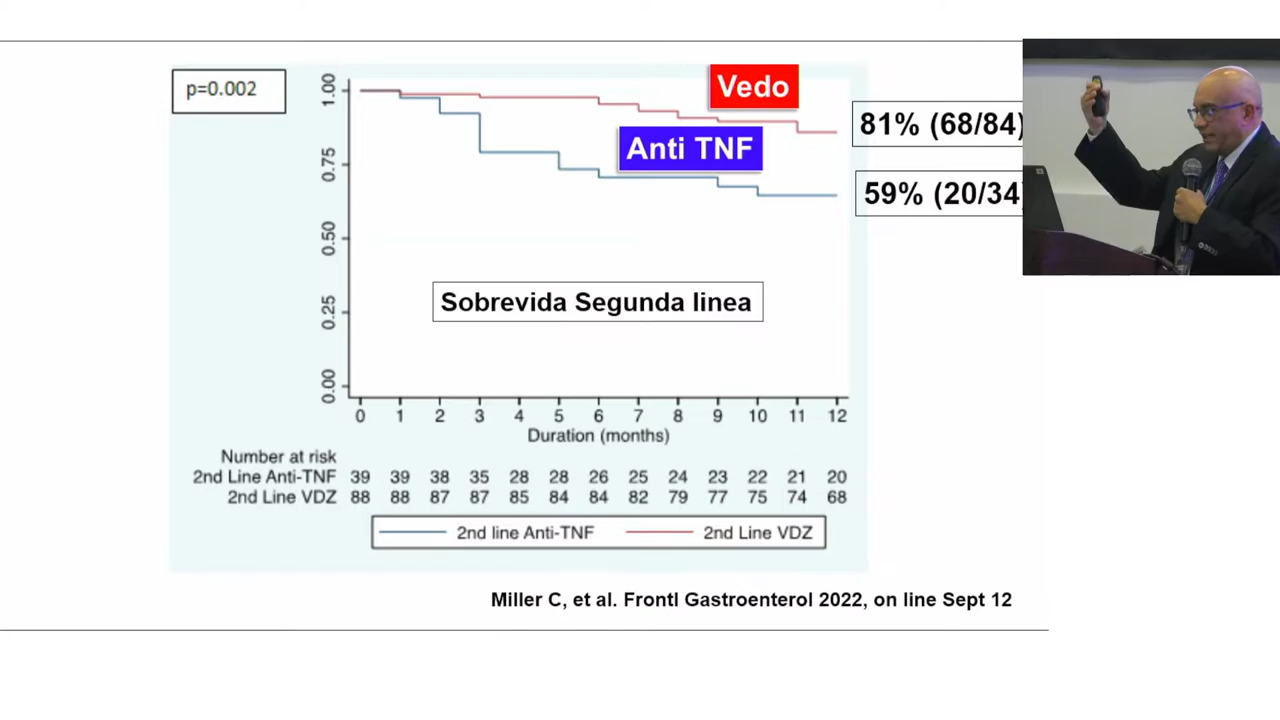 p=0.002
Vedo
81% (68/84)
Anti TNF
59% (20/34
Sobrevida Segunda linea
1.00
0.75
0.50
0.25
0.00
0 1 2 3 4 5 6 7 8 9 10 11 12
Duration (months)
Number at risk
2nd Line Anti-TNF 39 39 38 35 28 28 26 25 24 23 22 21 20
2nd Line VDZ 88 88 87 87 85 84 84 82 79 77 75 74 68
2nd line Anti-TNF 2nd Line VDZ
Miller C, et al. Frontl Gastroenterol 2022, on line Sept 12